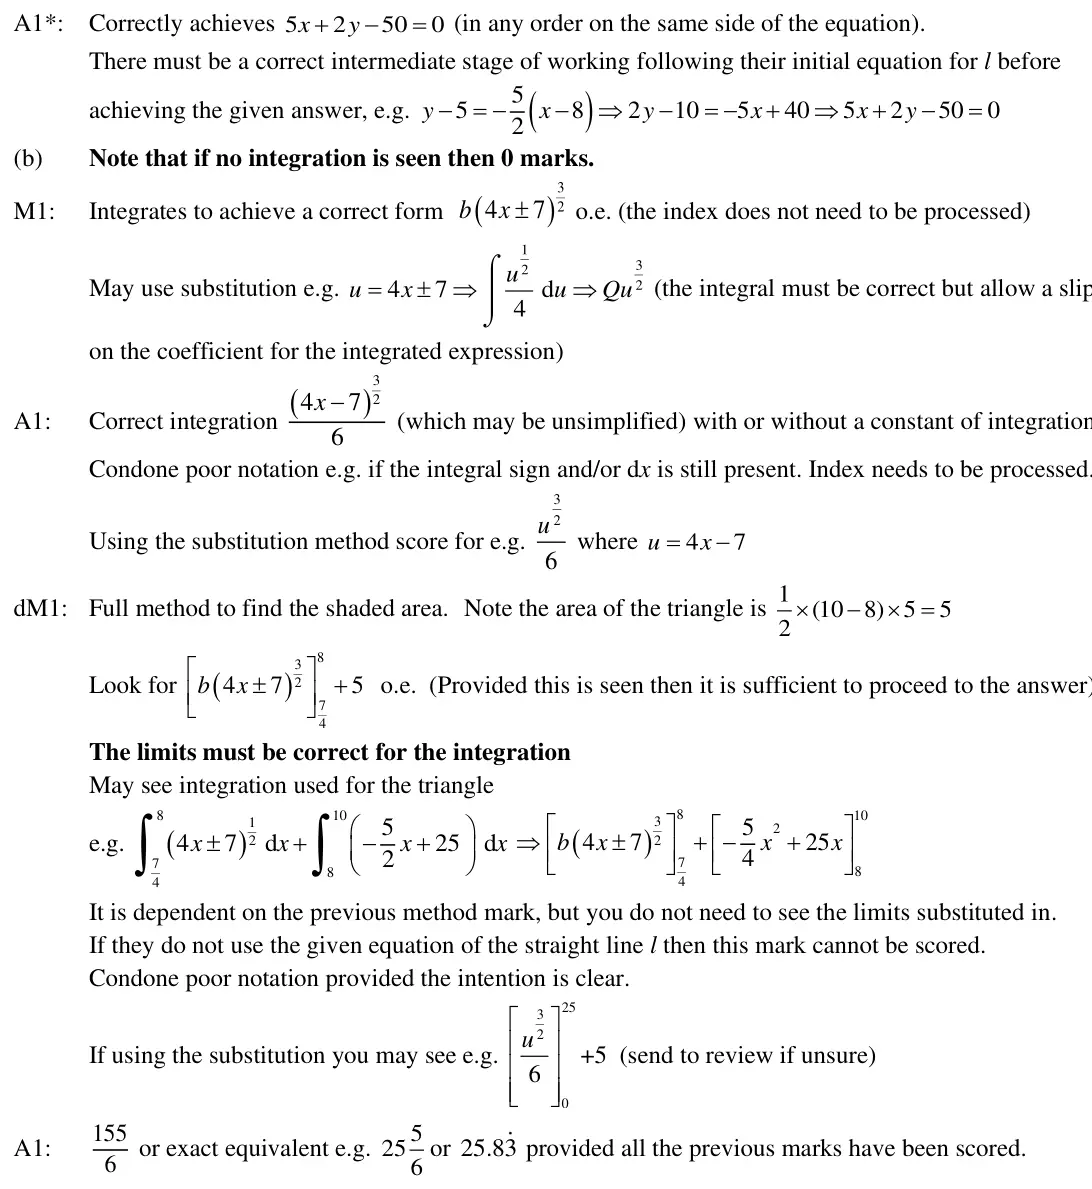 A1*: Correctly achieves 5x + 2y − 50 = 0 (in any order on the same side of the equation).
There must be a correct intermediate stage of working following their initial equation for l before
achieving the given answer, e.g. y − 5 = −5/2(x − 8) ⇒ 2y − 10 = −5x + 40 ⇒ 5x + 2y − 50 = 0
(b) Note that if no integration is seen then 0 marks.
M1: Integrates to achieve a correct form b(4x ± 7)^(3/2) o.e. (the index does not need to be processed)
May use substitution e.g. u = 4x ± 7 ⇒ ∫ u^(1/2)/4 du ⇒ Qu^(3/2) (the integral must be correct but allow a slip
on the coefficient for the integrated expression)
A1: Correct integration (4x − 7)^(3/2)/6 (which may be unsimplified) with or without a constant of integration
Condone poor notation e.g. if the integral sign and/or dx is still present. Index needs to be processed.
Using the substitution method score for e.g. u^(3/2)/6 where u = 4x − 7
dM1: Full method to find the shaded area. Note the area of the triangle is 1/2 × (10 − 8) × 5 = 5
Look for [b(4x ± 7)^(3/2)]_(7/4)^8 + 5 o.e. (Provided this is seen then it is sufficient to proceed to the answer)
The limits must be correct for the integration
May see integration used for the triangle
e.g. ∫_(7/4)^8 (4x ± 7)^(1/2) dx + ∫_8^10 (−5/2 x + 25) dx ⇒ [b(4x ± 7)^(3/2)]_(7/4)^8 + [−5/4 x^2 + 25x]_8^10
It is dependent on the previous method mark, but you do not need to see the limits substituted in.
If they do not use the given equation of the straight line l then this mark cannot be scored.
Condone poor notation provided the intention is clear.
If using the substitution you may see e.g. [u^(3/2)/6]_0^25 +5 (send to review if unsure)
A1: 155/6 or exact equivalent e.g. 25 5/6 or 25.83̇ provided all the previous marks have been scored.